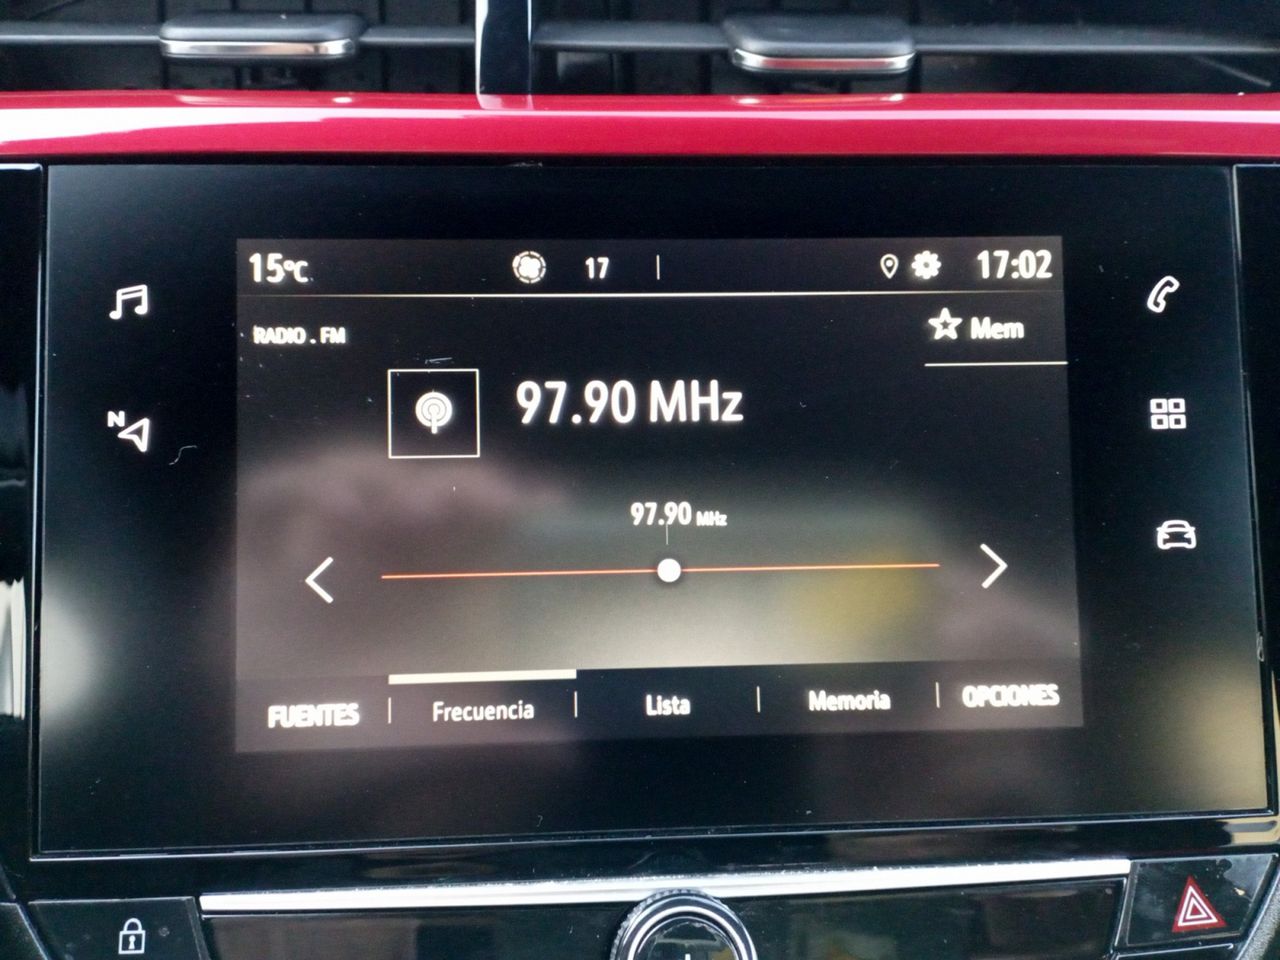 15°C 17 17:02
RADIO . FM Mem
97.90 MHz
N
97.90 MHz
FUENTES Frecuencia Lista Memoria OPCIONES